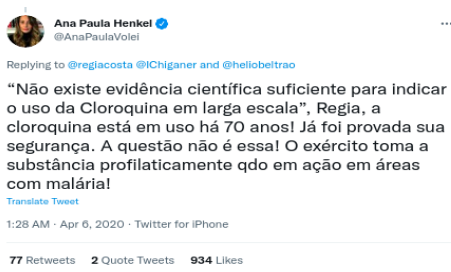 Ana Paula Henkel
@AnaPaulaVolei
Replying to @regiacosta @IChiganer and @heliobeltrao
“Não existe evidência científica suficiente para indicar
o uso da Cloroquina em larga escala”, Regia, a
cloroquina está em uso há 70 anos! Já foi provada sua
segurança. A questão não é essa! O exército toma a
substância profilaticamente qdo em ação em áreas
com malária!
Translate Tweet
1:28 AM · Apr 6, 2020 · Twitter for iPhone
77 Retweets 2 Quote Tweets 934 Likes